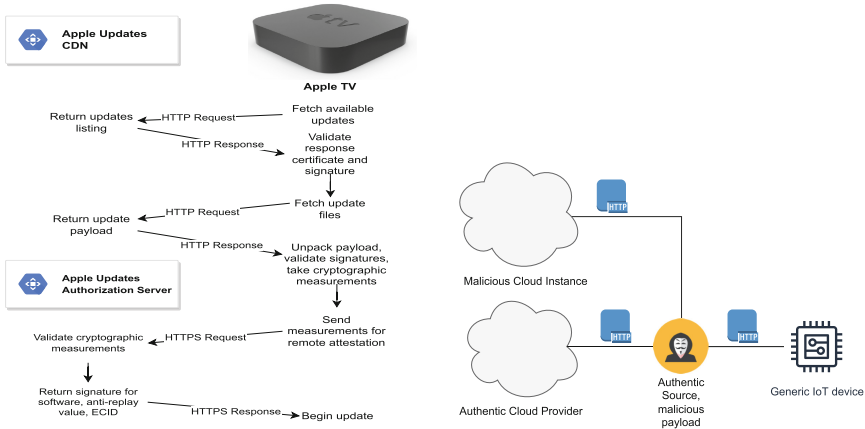 Apple Updates
CDN
tv
Apple TV
Fetch available
updates
HTTP Request
Return updates
listing
HTTP Response
Validate
response
certificate and
signature
Fetch update
files
HTTP Request
Return update
payload
HTTP Response
Unpack payload,
validate signatures,
take cryptographic
measurements
Apple Updates
Authorization Server
Send
measurements for
remote attestation
HTTPS Request
Validate cryptographic
measurements
Return signature for
software, anti-replay
value, ECID
HTTPS Response
Begin update
HTTP
Malicious Cloud Instance
HTTP
HTTP
Authentic Cloud Provider
Authentic
Source,
malicious
payload
Generic IoT device